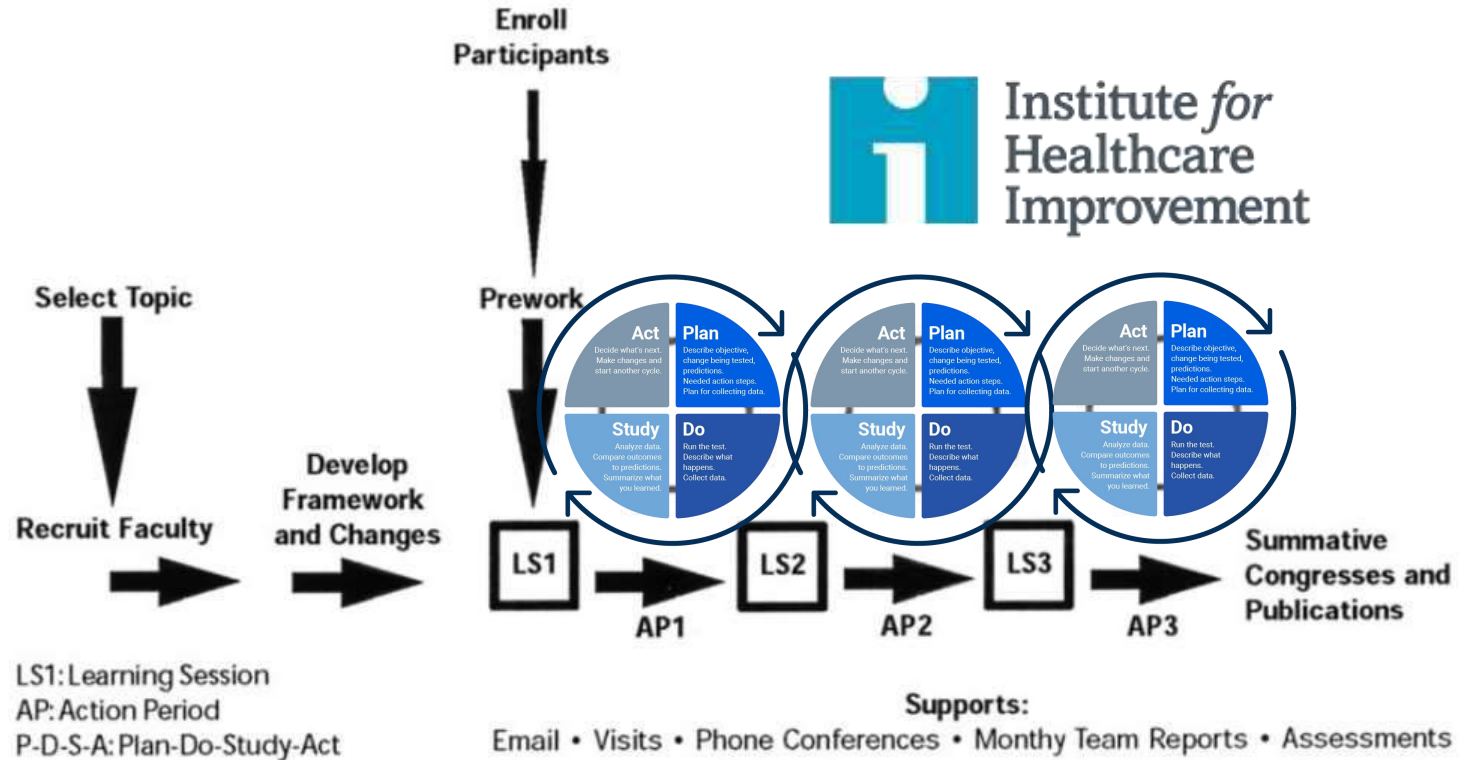 Enroll
Participants
Institute for
Healthcare
Improvement
Select Topic
Prework
Act
Decide what's next.
Make changes and
start another cycle.
Plan
Describe objective,
change being tested,
predictions.
Needed action steps.
Plan for collecting data.
Study
Analyze data.
Compare outcomes
to predictions.
Summarize what
you learned.
Do
Run the test.
Describe what
happens.
Collect data.
Act
Decide what's next.
Make changes and
start another cycle.
Plan
Describe objective,
change being tested,
predictions.
Needed action steps.
Plan for collecting data.
Study
Analyze data.
Compare outcomes
to predictions.
Summarize what
you learned.
Do
Run the test.
Describe what
happens.
Collect data.
Act
Decide what's next.
Make changes and
start another cycle.
Plan
Describe objective,
change being tested,
predictions.
Needed action steps.
Plan for collecting data.
Study
Analyze data.
Compare outcomes
to predictions.
Summarize what
you learned.
Do
Run the test.
Describe what
happens.
Collect data.
Recruit Faculty
Develop
Framework
and Changes
LS1
AP1
LS2
AP2
LS3
AP3
Summative
Congresses and
Publications
LS1: Learning Session
AP: Action Period
P-D-S-A: Plan-Do-Study-Act
Supports:
Email • Visits • Phone Conferences • Monthy Team Reports • Assessments